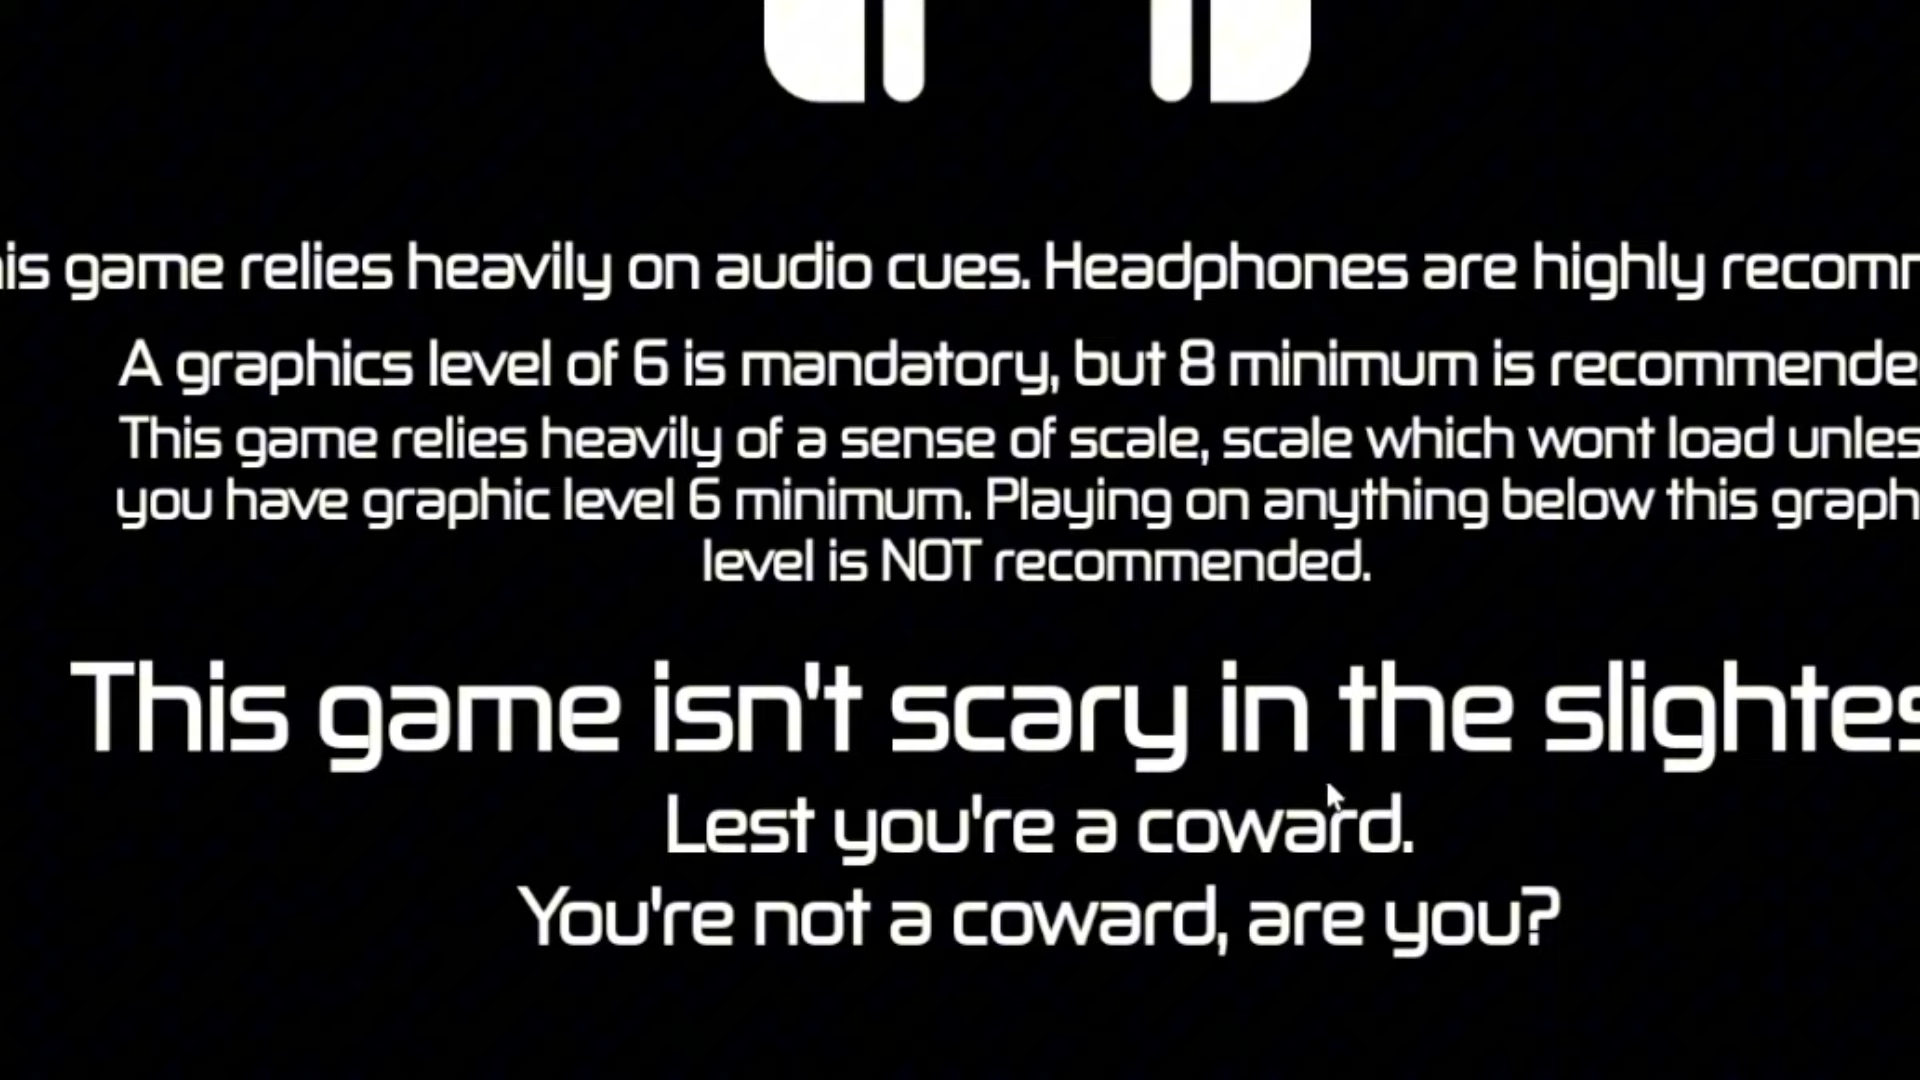 is game relies heavily on audio cues. Headphones are highly recom
A graphics level of 6 is mandatory, but 8 minimum is recommende
This game relies heavily of a sense of scale, scale which wont load unles
you have graphic level 6 minimum. Playing on anything below this graph
level is NOT recommended.
This game isn't scary in the slightes
Lest you're a coward.
You're not a coward, are you?